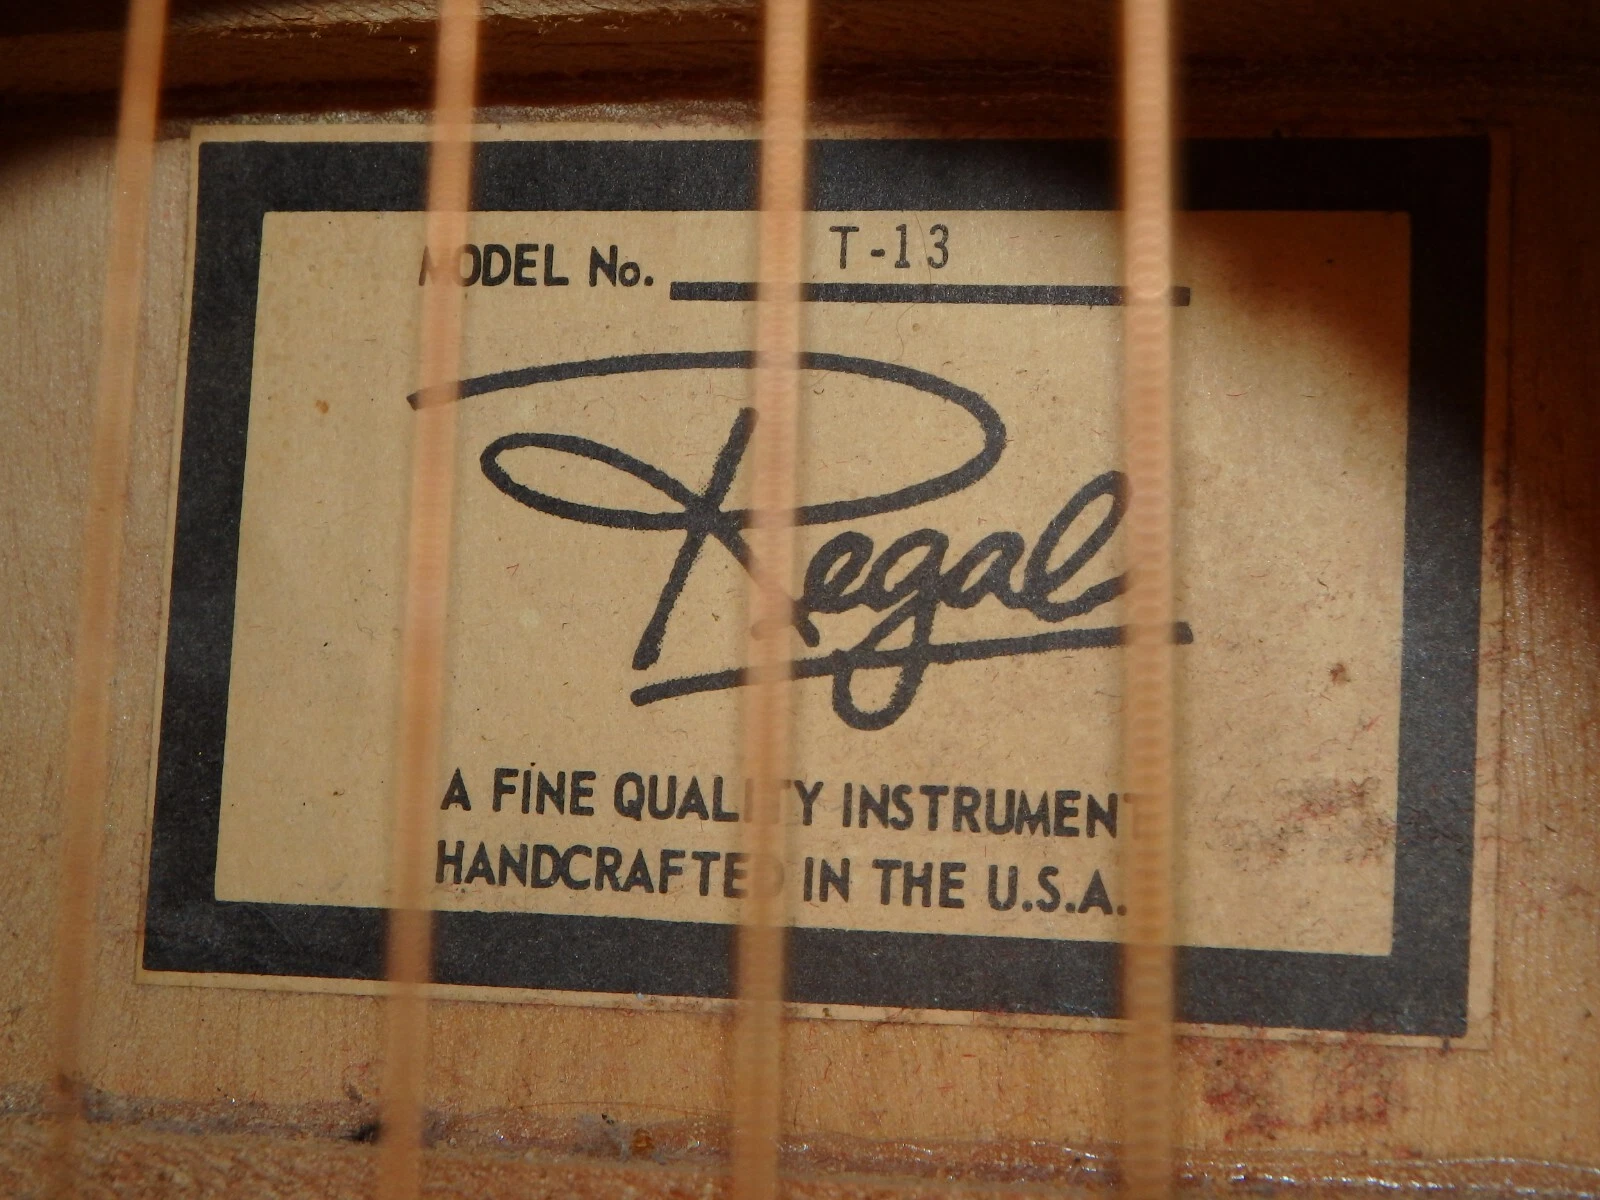 MODEL No. T-13
Regal
A FINE QUALITY INSTRUMENT
HANDCRAFTED IN THE U.S.A.